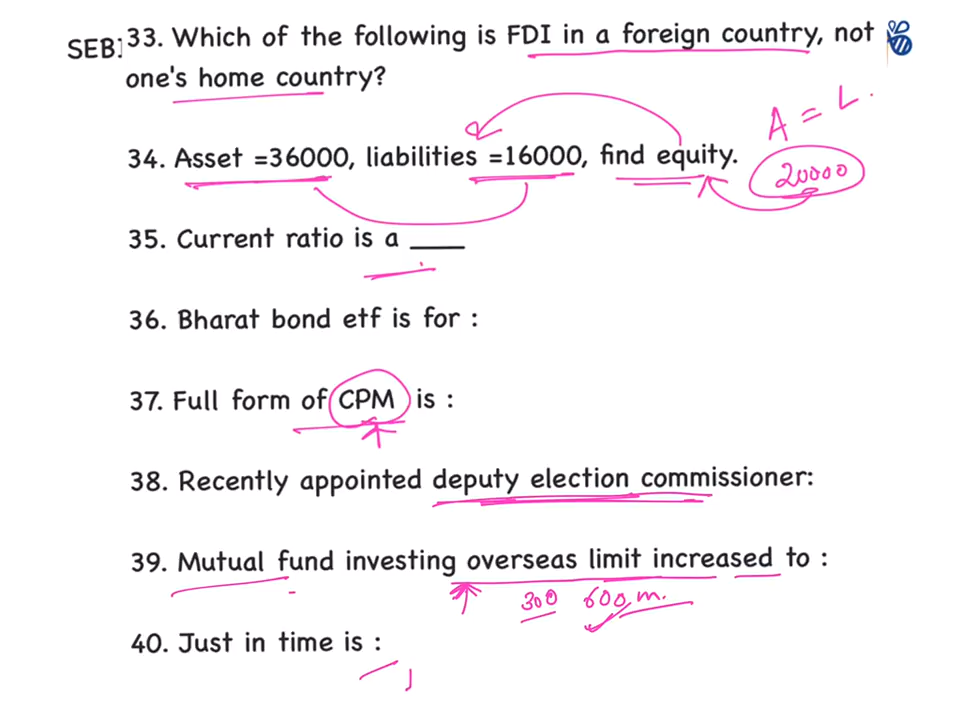 SEBI 33. Which of the following is FDI in a foreign country, not
one's home country?
A = L
34. Asset =36000, liabilities =16000, find equity.
20000
35. Current ratio is a ____
36. Bharat bond etf is for :
37. Full form of CPM is :
38. Recently appointed deputy election commissioner:
39. Mutual fund investing overseas limit increased to :
300 600 m.
40. Just in time is :